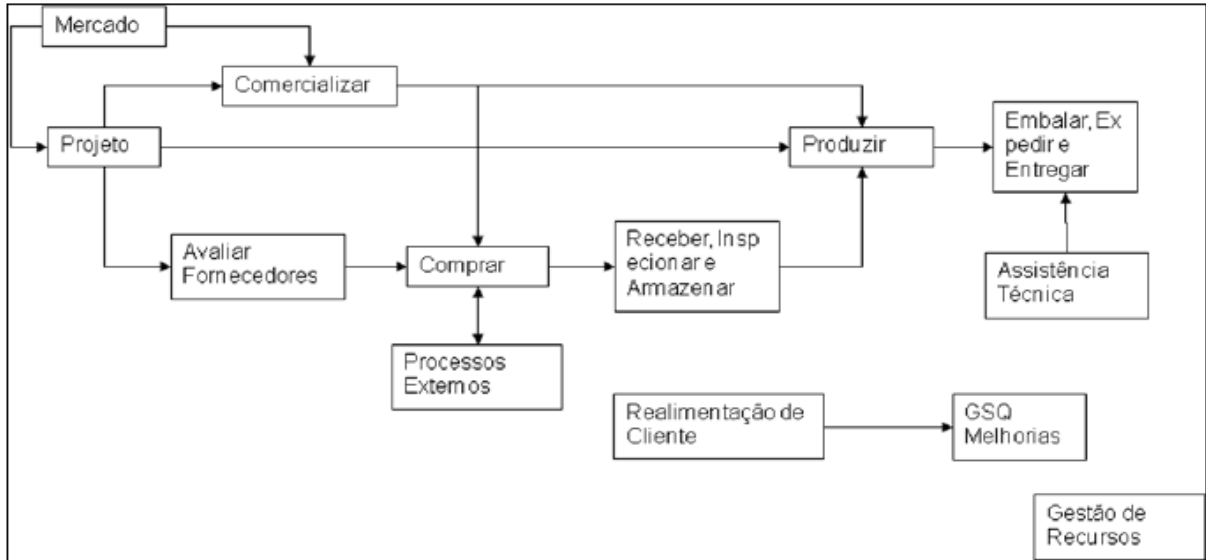 Mercado
Comercializar
Projeto
Produzir
Embalar, Ex
pedir e
Entregar
Avaliar
Fornecedores
Comprar
Receber, Insp
ecionar e
Armazenar
Assistência
Técnica
Processos
Externos
Realimentação de
Cliente
GSQ
Melhorias
Gestão de
Recursos